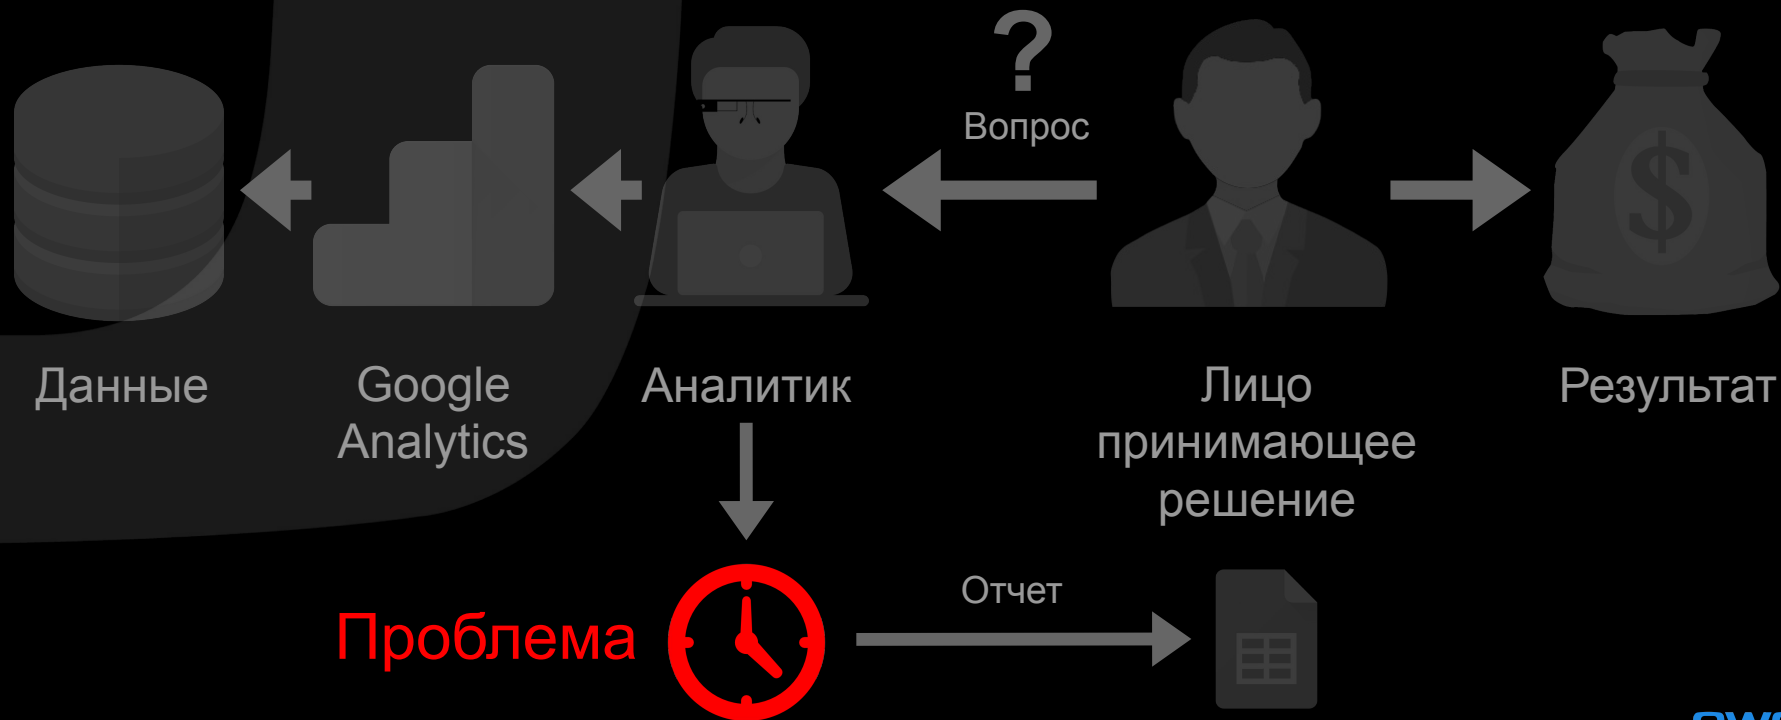 ?
Вопрос
$
Данные
Google
Analytics
Аналитик
Лицо
принимающее
решение
Результат
Проблема
Отчет